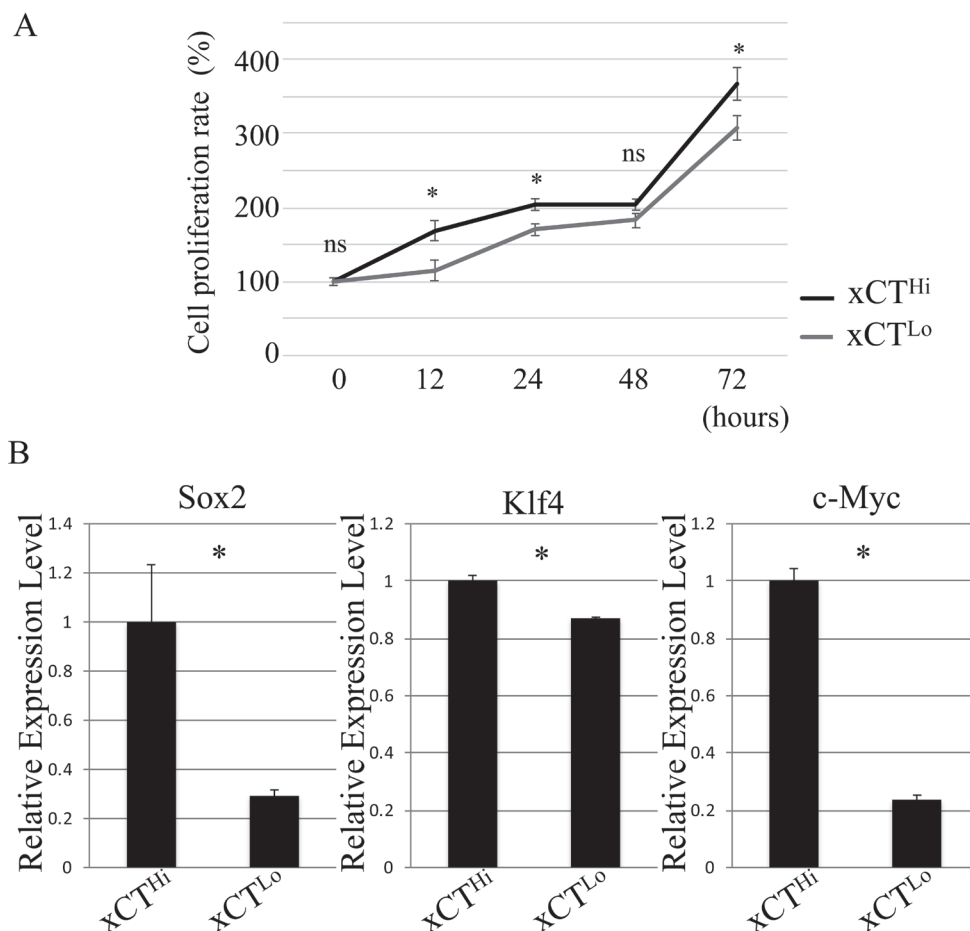 A
Cell proliferation rate (%)
400
300
200
100
0
ns
*
*
ns
*
0 12 24 48 72
(hours)
xCTHi
xCTLo
B
Sox2
Relative Expression Level
1.4
1.2
1
0.8
0.6
0.4
0.2
0
*
xCTHi
xCTLo
Klf4
Relative Expression Level
1.2
1
0.8
0.6
0.4
0.2
0
*
xCTHi
xCTLo
c-Myc
Relative Expression Level
1.2
1
0.8
0.6
0.4
0.2
0
*
xCTHi
xCTLo